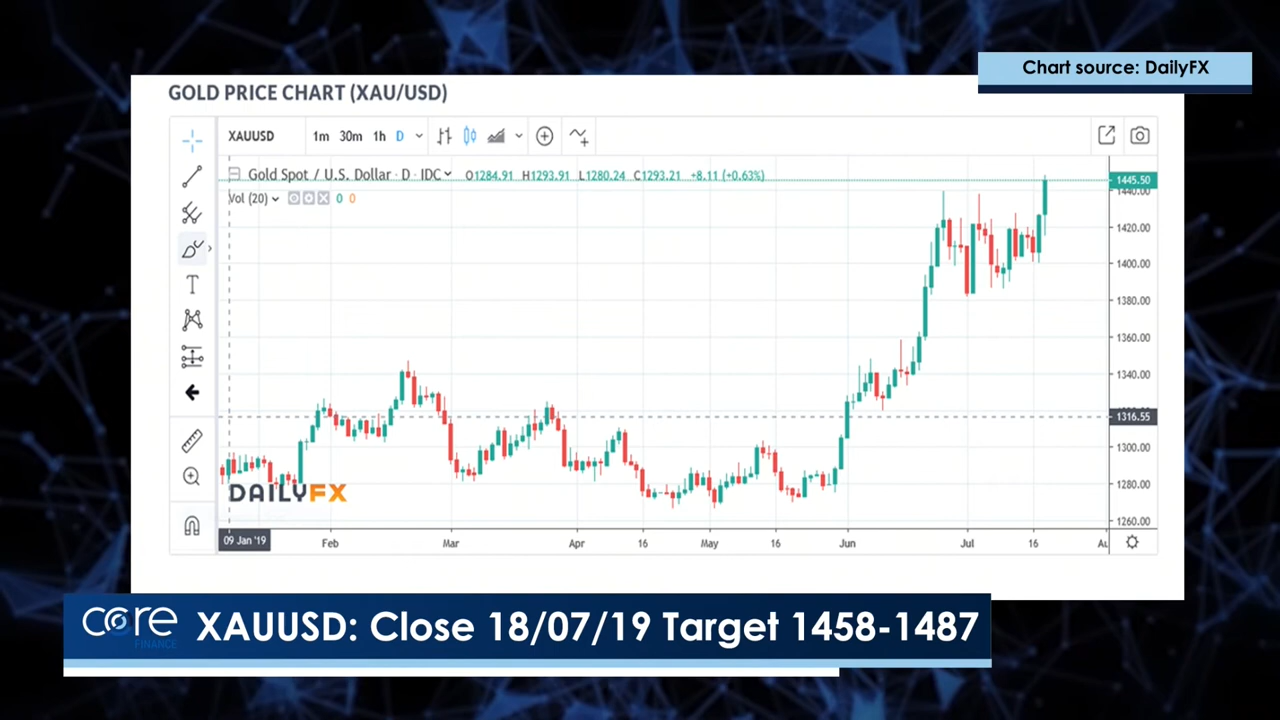 Chart source: DailyFX
GOLD PRICE CHART (XAU/USD)
XAUUSD 1m 30m 1h D
Gold Spot / U.S. Dollar · D · IDC O1284.91 H1293.91 L1280.24 C1293.21 +8.11 (+0.63%)
Vol (20) 0 0
1445.50
1440.00
1420.00
1400.00
1380.00
1360.00
1340.00
1316.55
1300.00
1280.00
1260.00
DAILYFX
09 Jan '19 Feb Mar Apr 16 May 16 Jun Jul 16
core
FINANCE
XAUUSD: Close 18/07/19 Target 1458-1487